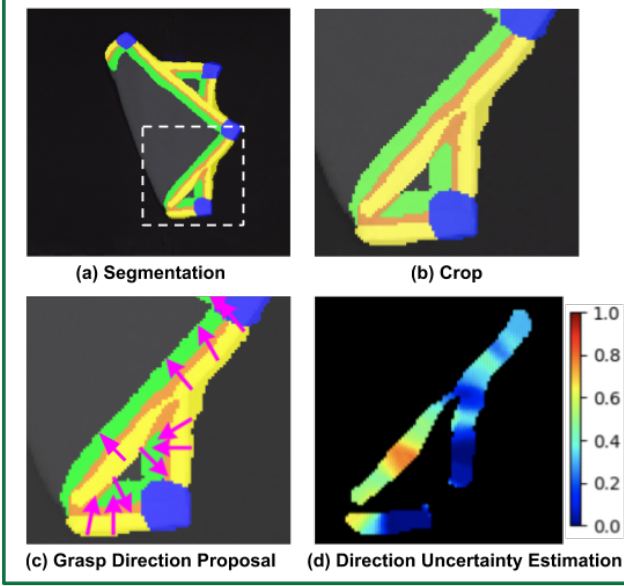 (a) Segmentation
(b) Crop
(c) Grasp Direction Proposal
1.0
0.8
0.6
0.4
0.2
0.0
(d) Direction Uncertainty Estimation